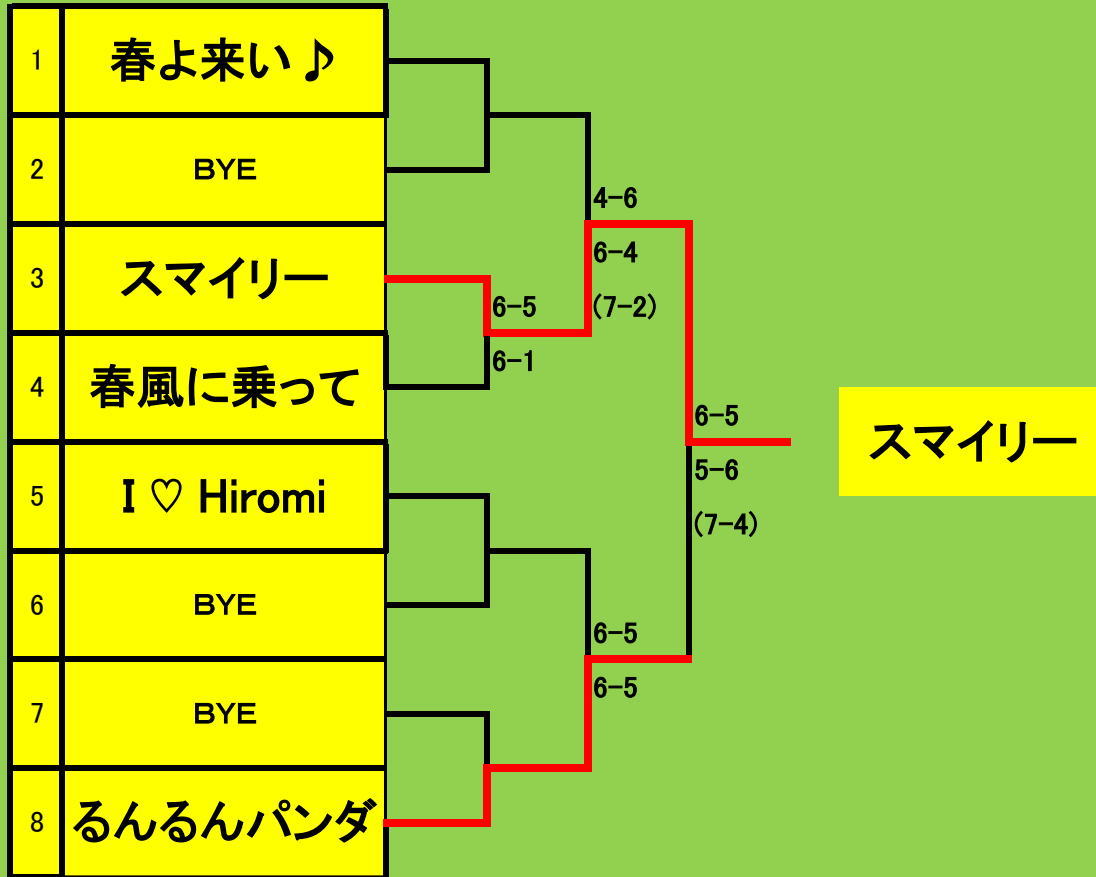 1 春よ来い♪
2 BYE
3 スマイリー
4 春風に乗って
5 I ♡ Hiromi
6 BYE
7 BYE
8 るんるんパンダ
6-5
6-1
4-6
6-4
(7-2)
6-5
6-5
6-5
5-6
(7-4)
スマイリー